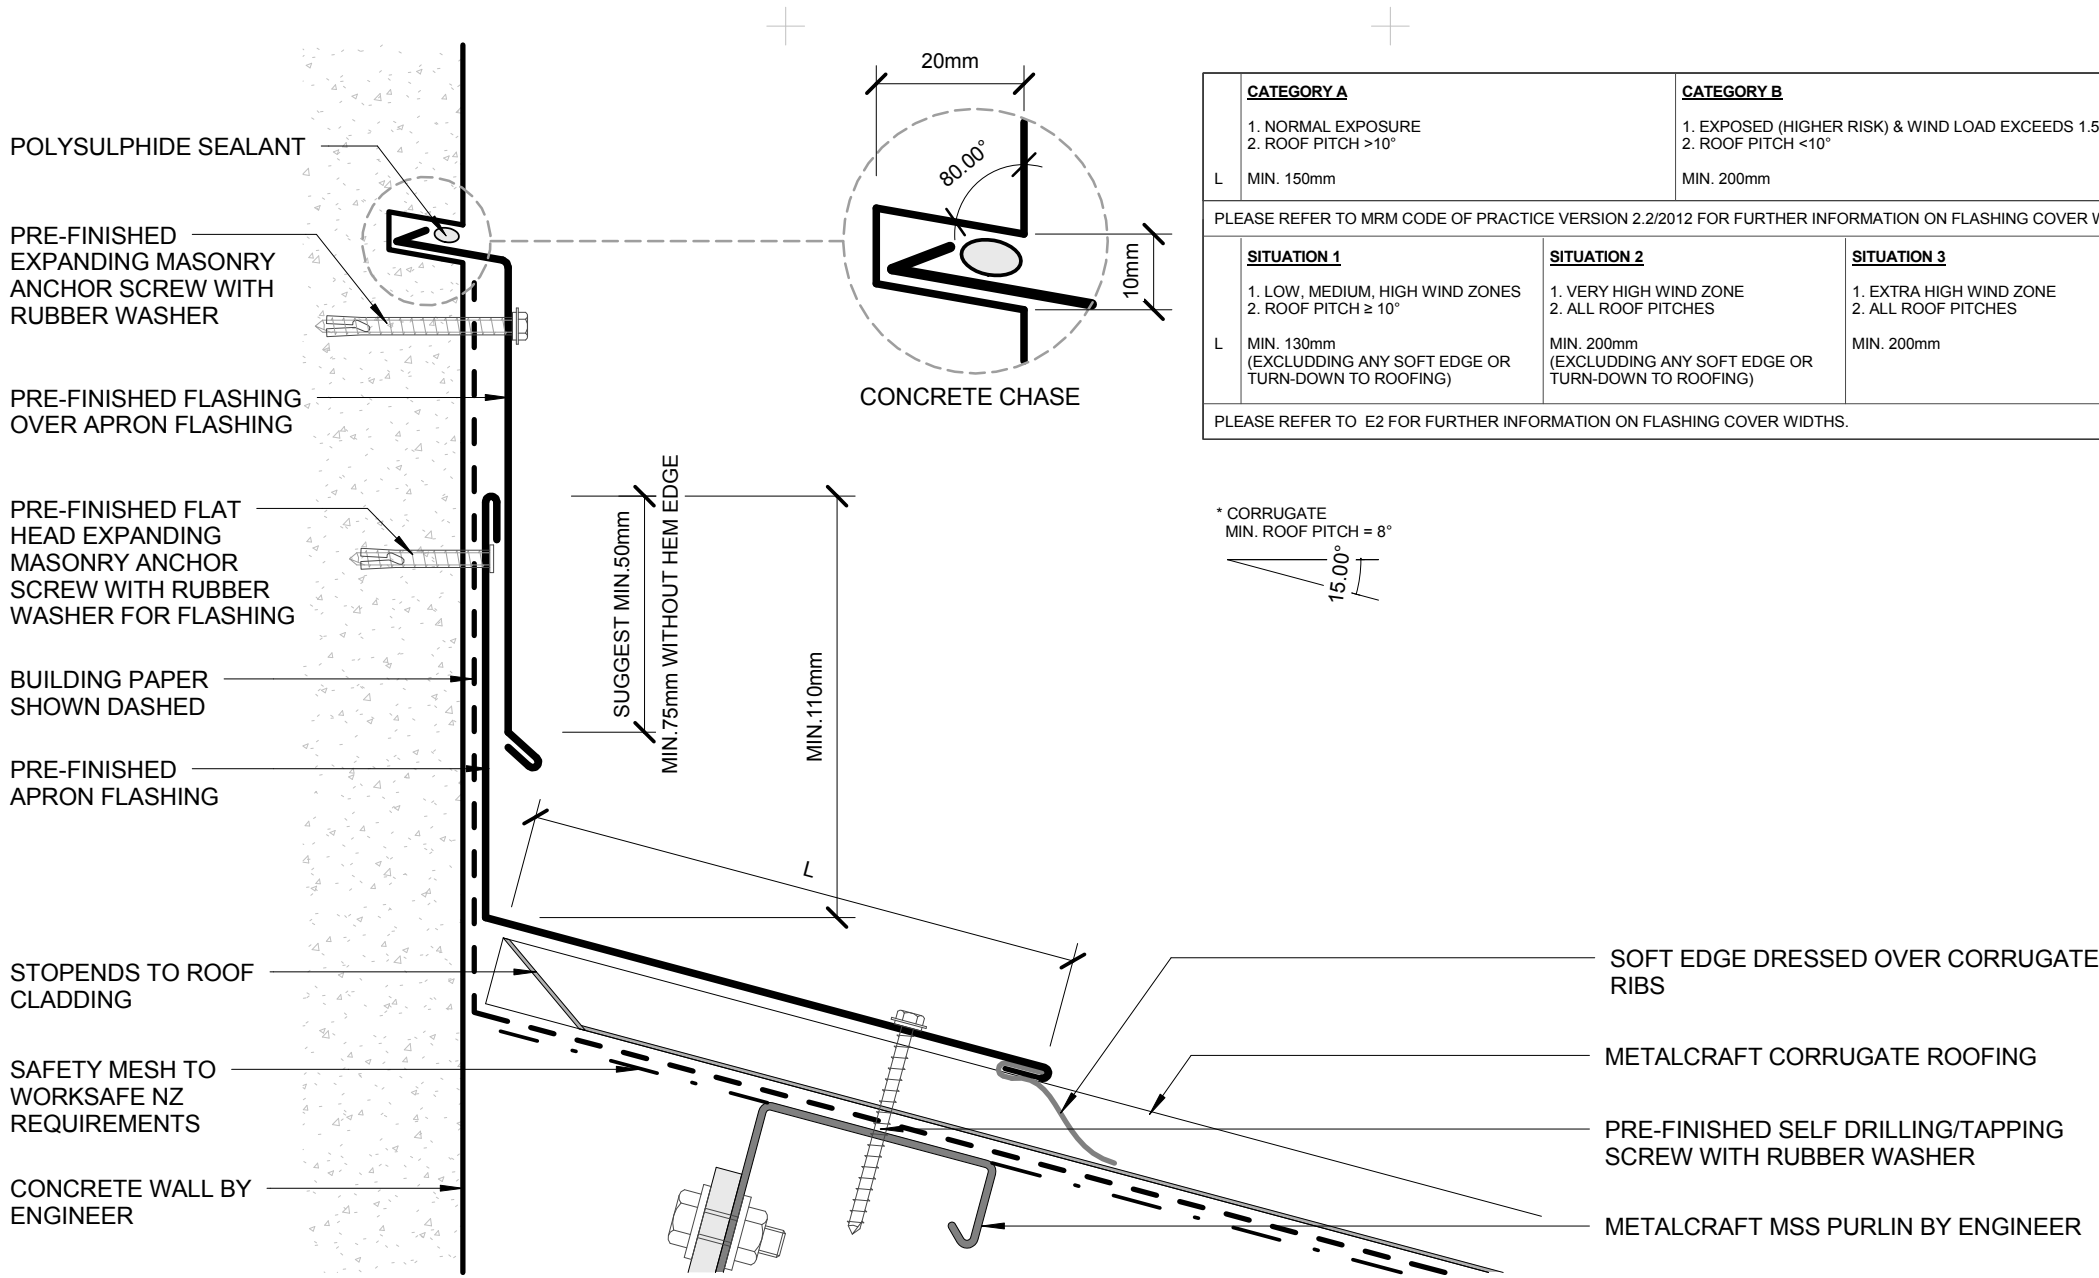 POLYSULPHIDE SEALANT
PRE-FINISHED
EXPANDING MASONRY
ANCHOR SCREW WITH
RUBBER WASHER
PRE-FINISHED FLASHING
OVER APRON FLASHING
PRE-FINISHED FLAT
HEAD EXPANDING
MASONRY ANCHOR
SCREW WITH RUBBER
WASHER FOR FLASHING
BUILDING PAPER
SHOWN DASHED
PRE-FINISHED
APRON FLASHING
STOPENDS TO ROOF
CLADDING
SAFETY MESH TO
WORKSAFE NZ
REQUIREMENTS
CONCRETE WALL BY
ENGINEER
20mm
80.00°
10mm
CONCRETE CHASE
SUGGEST MIN.50mm
MIN.75mm WITHOUT HEM EDGE
MIN.110mm
L
CATEGORY A
1. NORMAL EXPOSURE
2. ROOF PITCH >10°
L MIN. 150mm
CATEGORY B
1. EXPOSED (HIGHER RISK) & WIND LOAD EXCEEDS 1.5
2. ROOF PITCH <10°
MIN. 200mm
PLEASE REFER TO MRM CODE OF PRACTICE VERSION 2.2/2012 FOR FURTHER INFORMATION ON FLASHING COVER W
SITUATION 1
1. LOW, MEDIUM, HIGH WIND ZONES
2. ROOF PITCH ≥ 10°
L MIN. 130mm
(EXCLUDDING ANY SOFT EDGE OR
TURN-DOWN TO ROOFING)
SITUATION 2
1. VERY HIGH WIND ZONE
2. ALL ROOF PITCHES
MIN. 200mm
(EXCLUDDING ANY SOFT EDGE OR
TURN-DOWN TO ROOFING)
SITUATION 3
1. EXTRA HIGH WIND ZONE
2. ALL ROOF PITCHES
MIN. 200mm
PLEASE REFER TO E2 FOR FURTHER INFORMATION ON FLASHING COVER WIDTHS.
* CORRUGATE
MIN. ROOF PITCH = 8°
15.00°
SOFT EDGE DRESSED OVER CORRUGATE
RIBS
METALCRAFT CORRUGATE ROOFING
PRE-FINISHED SELF DRILLING/TAPPING
SCREW WITH RUBBER WASHER
METALCRAFT MSS PURLIN BY ENGINEER